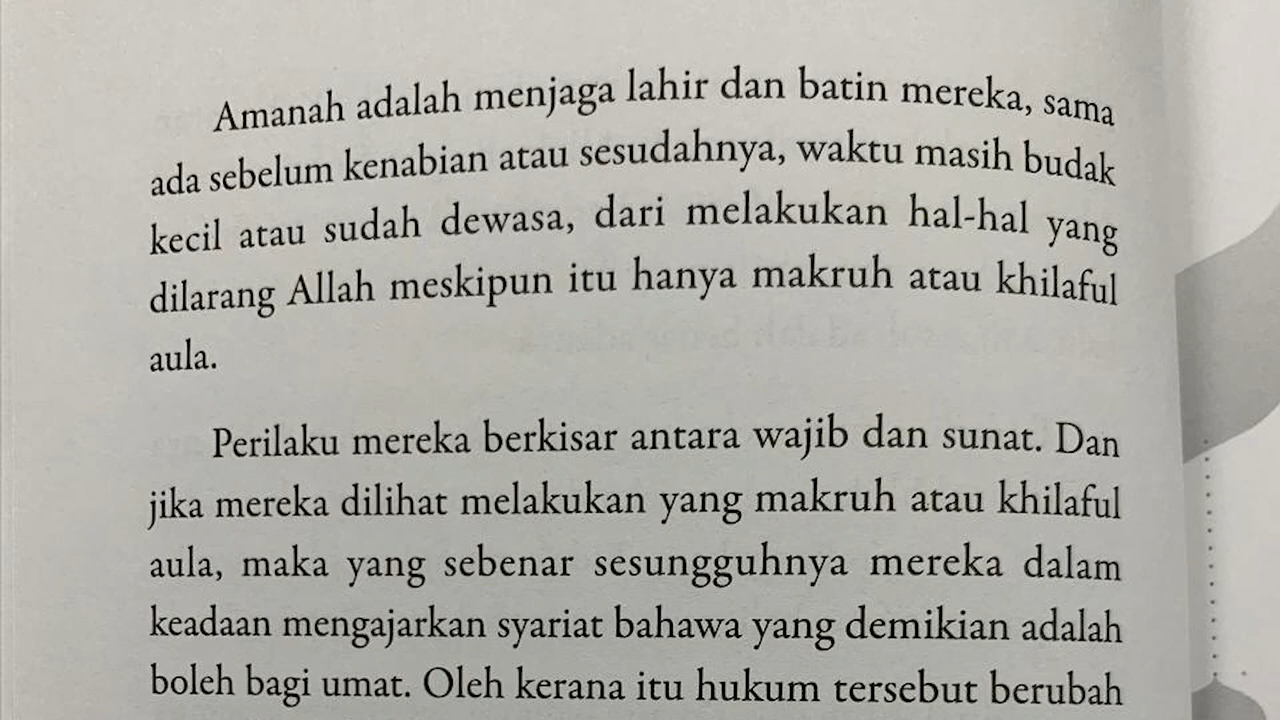 Amanah adalah menjaga lahir dan batin mereka, sama
ada sebelum kenabian atau sesudahnya, waktu masih budak
kecil atau sudah dewasa, dari melakukan hal-hal yang
dilarang Allah meskipun itu hanya makruh atau khilaful
aula.
Perilaku mereka berkisar antara wajib dan sunat. Dan
jika mereka dilihat melakukan yang makruh atau khilaful
aula, maka yang sebenar sesungguhnya mereka dalam
keadaan mengajarkan syariat bahawa yang demikian adalah
boleh bagi umat. Oleh kerana itu hukum tersebut berubah